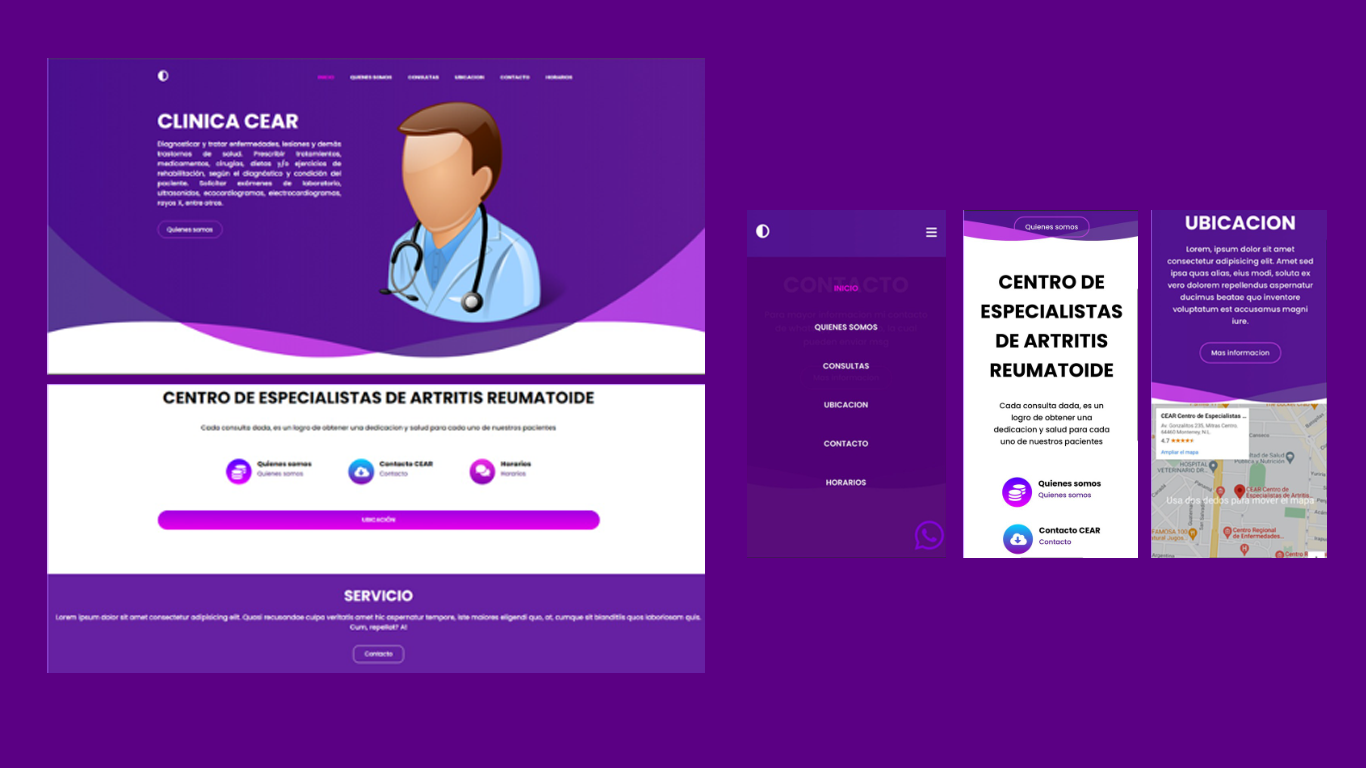 INICIO
QUIENES SOMOS
CONSULTAS
UBICACION
CONTACTO
HORARIOS
CLINICA CEAR
Diagnosticar y tratar enfermedades, lesiones y demás
trastornos de salud. Prescribir tratamientos,
medicamentos, cirugías, dietas y/o ejercicios de
rehabilitación, según el diagnóstico y condición del
paciente. Solicitar exámenes de laboratorio,
ultrasonidos, ecocardiogramas, electrocardiogramas,
rayos X, entre otros.
Quienes somos
CENTRO DE ESPECIALISTAS DE ARTRITIS REUMATOIDE
Cada consulta dada, es un logro de obtener una dedicacion y salud para cada uno de nuestros pacientes
Quienes somos
Quienes somos
Contacto CEAR
Contacto
Horarios
Horarios
UBICACIÓN
SERVICIO
Lorem ipsum dolor sit amet consectetur adipisicing elit. Quasi recusandae culpa veritatis amet hic aspernatur tempore, iste maiores eligendi quo, at, cumque sit blanditiis quos laboriosam quis.
Cum, repellat? A!
Contacto
CONTACTO
INICIO
QUIENES SOMOS
CONSULTAS
UBICACION
CONTACTO
HORARIOS
Quienes somos
CENTRO DE
ESPECIALISTAS
DE ARTRITIS
REUMATOIDE
Cada consulta dada, es un
logro de obtener una
dedicacion y salud para cada
uno de nuestros pacientes
Quienes somos
Quienes somos
Contacto CEAR
Contacto
UBICACION
Lorem, ipsum dolor sit amet
consectetur adipisicing elit. Amet sed
ipsa quas alias, eius modi, soluta ex
vero dolorem repellendus aspernatur
ducimus beatae quo inventore
voluptatum est accusamus magni
iure.
Mas informacion
CEAR Centro de Especialistas ...
Av. Gonzalitos 235, Mitras Centro,
64460 Monterrey, N.L.
4.7
Ampliar el mapa
HOSPITAL
VETERINARIO DR...
Facultad de Salud
Pública y Nutrición
CEAR Centro de
Especialistas de Artritis...
Usa dos dedos para mover el mapa
Centro Regional
de Enfermedades...
Argentina